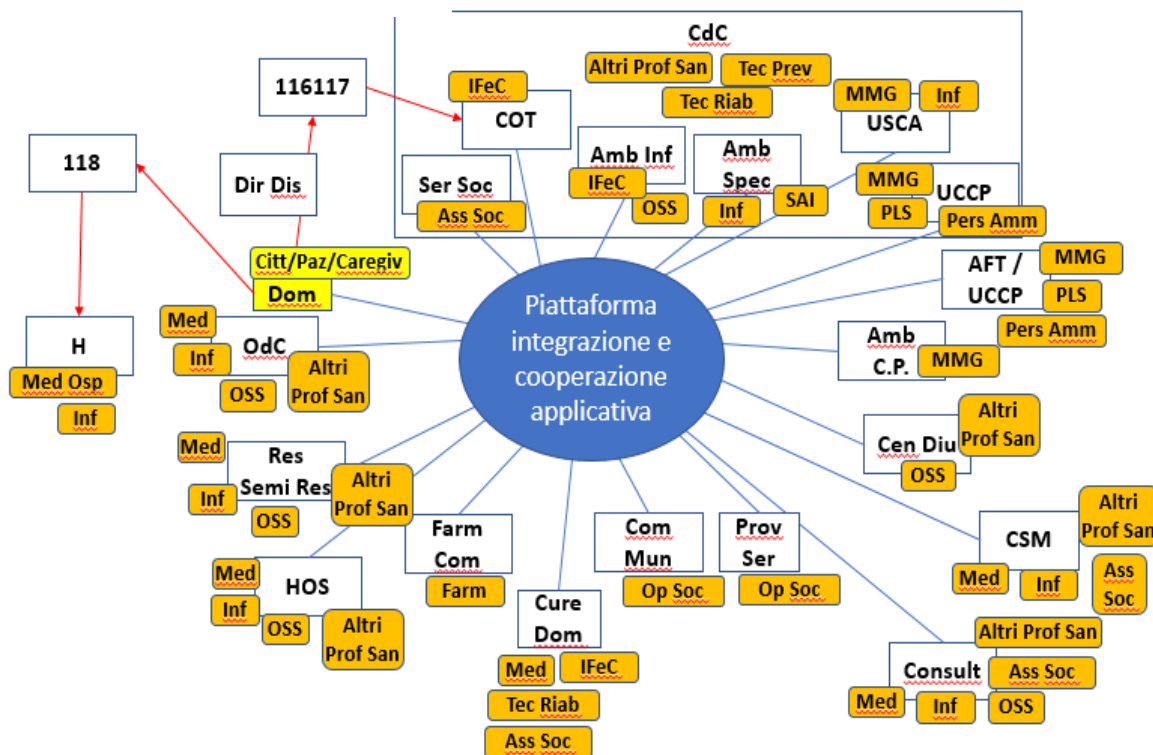 CdC
Altri Prof San
Tec Prev
Tec Riab
116117
IFeC
COT
MMG
Inf
USCA
118
Dir Dis
Ser Soc
Ass Soc
Amb Inf
IFeC
OSS
Amb
Spec
Inf
SAI
MMG
UCCP
PLS
Pers Amm
Citt/Paz/Caregiv
Dom
AFT /
UCCP
MMG
PLS
Pers Amm
Piattaforma
integrazione e
cooperazione
applicativa
H
Med Osp
Inf
Med
OdC
Inf
OSS
Altri
Prof San
Amb
C.P.
MMG
Cen Diu
Altri
Prof San
OSS
Med
Res
Semi Res
Inf
OSS
Altri
Prof San
Farm
Com
Farm
Com
Mun
Op Soc
Prov
Ser
Op Soc
CSM
Altri
Prof San
Med
Inf
Ass
Soc
Med
HOS
Inf
OSS
Altri
Prof San
Cure
Dom
Med
IFeC
Tec Riab
Ass Soc
Consult
Altri Prof San
Ass Soc
Med
Inf
OSS